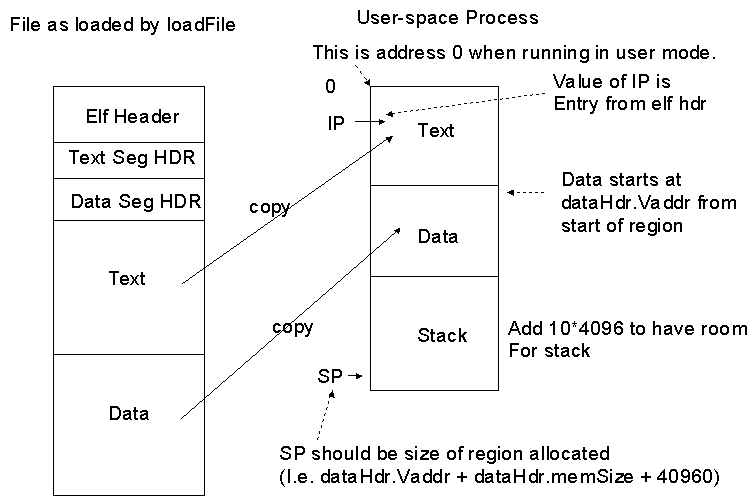 File as loaded by loadFile
User-space Process
This is address 0 when running in user mode.
0
Value of IP is
Entry from elf hdr
Elf Header
IP
Text
Text Seg HDR
Data Seg HDR
copy
Data starts at
dataHdr.Vaddr from
start of region
Data
Text
copy
Stack
Add 10*4096 to have room
For stack
SP
Data
SP should be size of region allocated
(I.e. dataHdr.Vaddr + dataHdr.memSize + 40960)